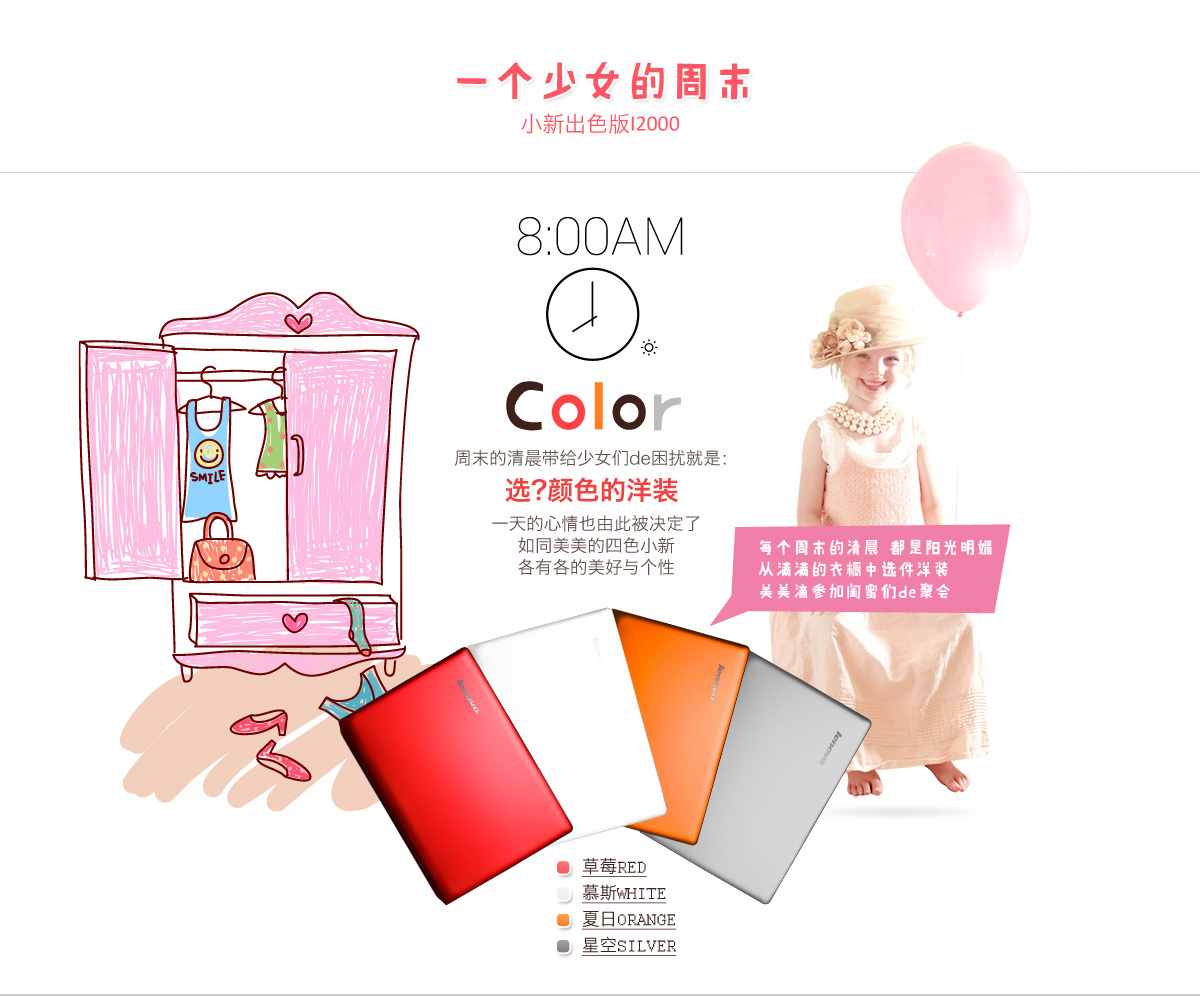 一个少女的周末
小新出色版I2000
8:00AM
Color
周末的清晨带给少女们de困扰就是:
选?颜色的洋装
一天的心情也由此被决定了
如同美美的四色小新
各有各的美好与个性
SMILE
每个周末的清晨 都是阳光明媚
从满满的衣橱中选件洋装
美美滴参加闺蜜们de聚会
lenovo
lenovo
lenovo
草莓RED
慕斯WHITE
夏日ORANGE
星空SILVER